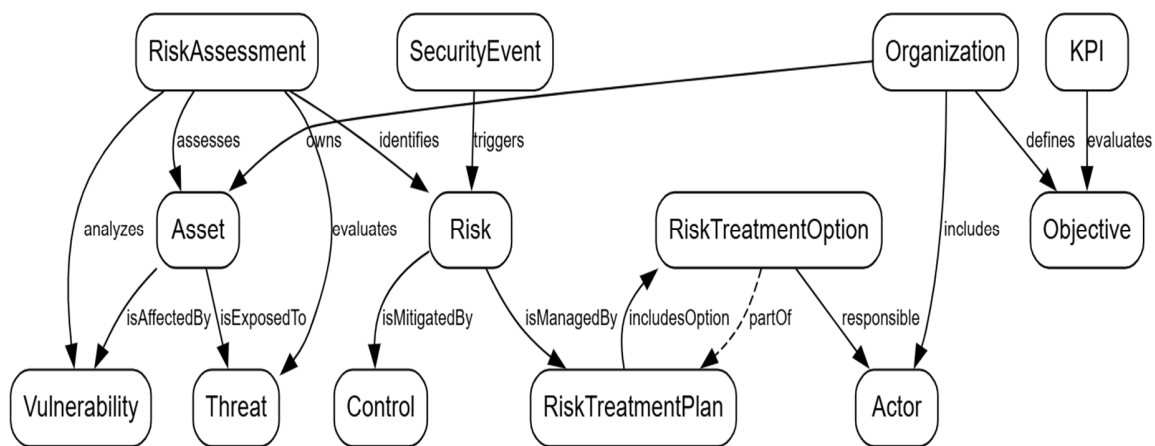 RiskAssessment
SecurityEvent
Organization
KPI
assesses
owns
identifies
triggers
defines
evaluates
analyzes
Asset
evaluates
Risk
RiskTreatmentOption
includes
Objective
isAffectedBy
isExposedTo
isMitigatedBy
isManagedBy
includesOption
partOf
responsible
Vulnerability
Threat
Control
RiskTreatmentPlan
Actor